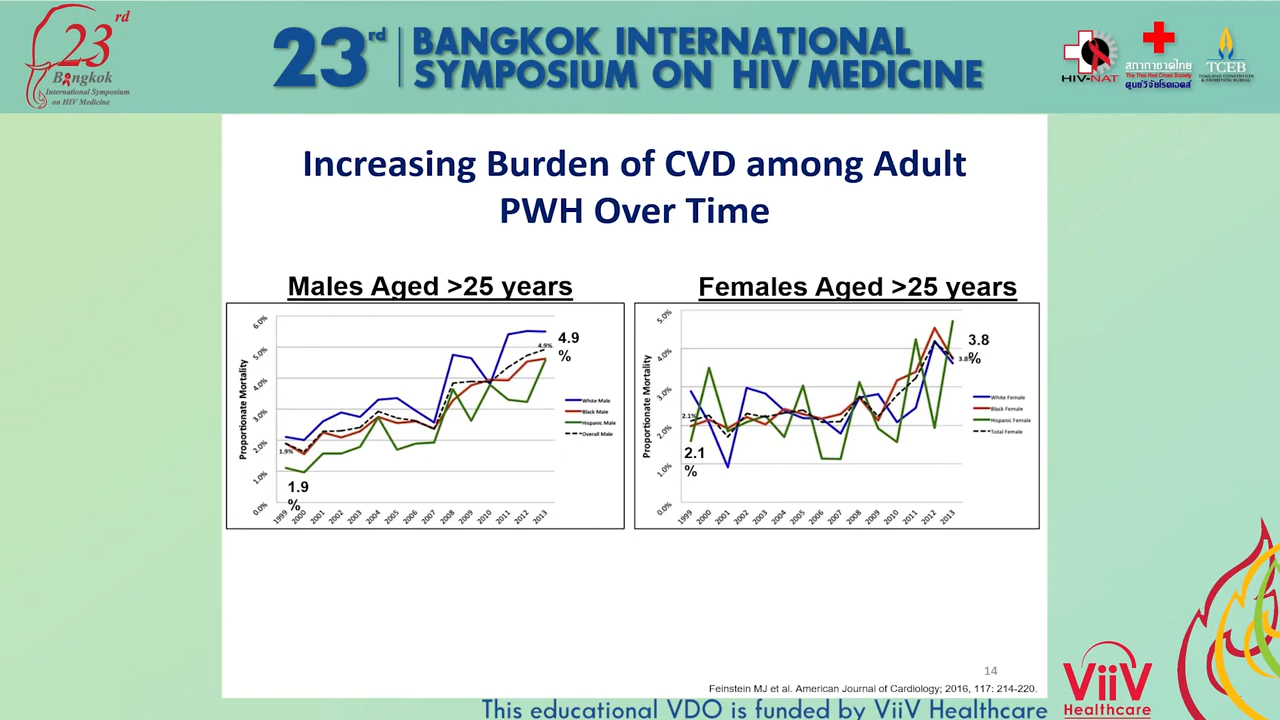 23rd
Bangkok
International Symposium
on HIV Medicine
23rd BANGKOK INTERNATIONAL
SYMPOSIUM ON HIV MEDICINE
HIV-NAT
สภากาชาดไทย
The Thai Red Cross Society
ศูนย์วิจัยโรคเอดส์
TCEB
THAILAND CONVENTION
& EXHIBITION BUREAU
Increasing Burden of CVD among Adult
PWH Over Time
Males Aged >25 years
Proportionate Mortality
6.0%
5.0%
4.0%
3.0%
2.0%
1.0%
0.0%
1999 2000 2001 2002 2003 2004 2005 2006 2007 2008 2009 2010 2011 2012 2013
1.9%
1.9
%
4.9%
4.9
%
White Male
Black Male
Hispanic Male
Overall Male
Females Aged >25 years
Proportionate Mortality
5.0%
4.0%
3.0%
2.0%
1.0%
0.0%
1999 2000 2001 2002 2003 2004 2005 2006 2007 2008 2009 2010 2011 2012 2013
2.1%
2.1
%
3.8
%
3.8%
White Female
Black Female
Hispanic Female
Total Female
14
Feinstein MJ et al. American Journal of Cardiology; 2016, 117: 214-220.
ViiV
Healthcare
This educational VDO is funded by ViiV Healthcare